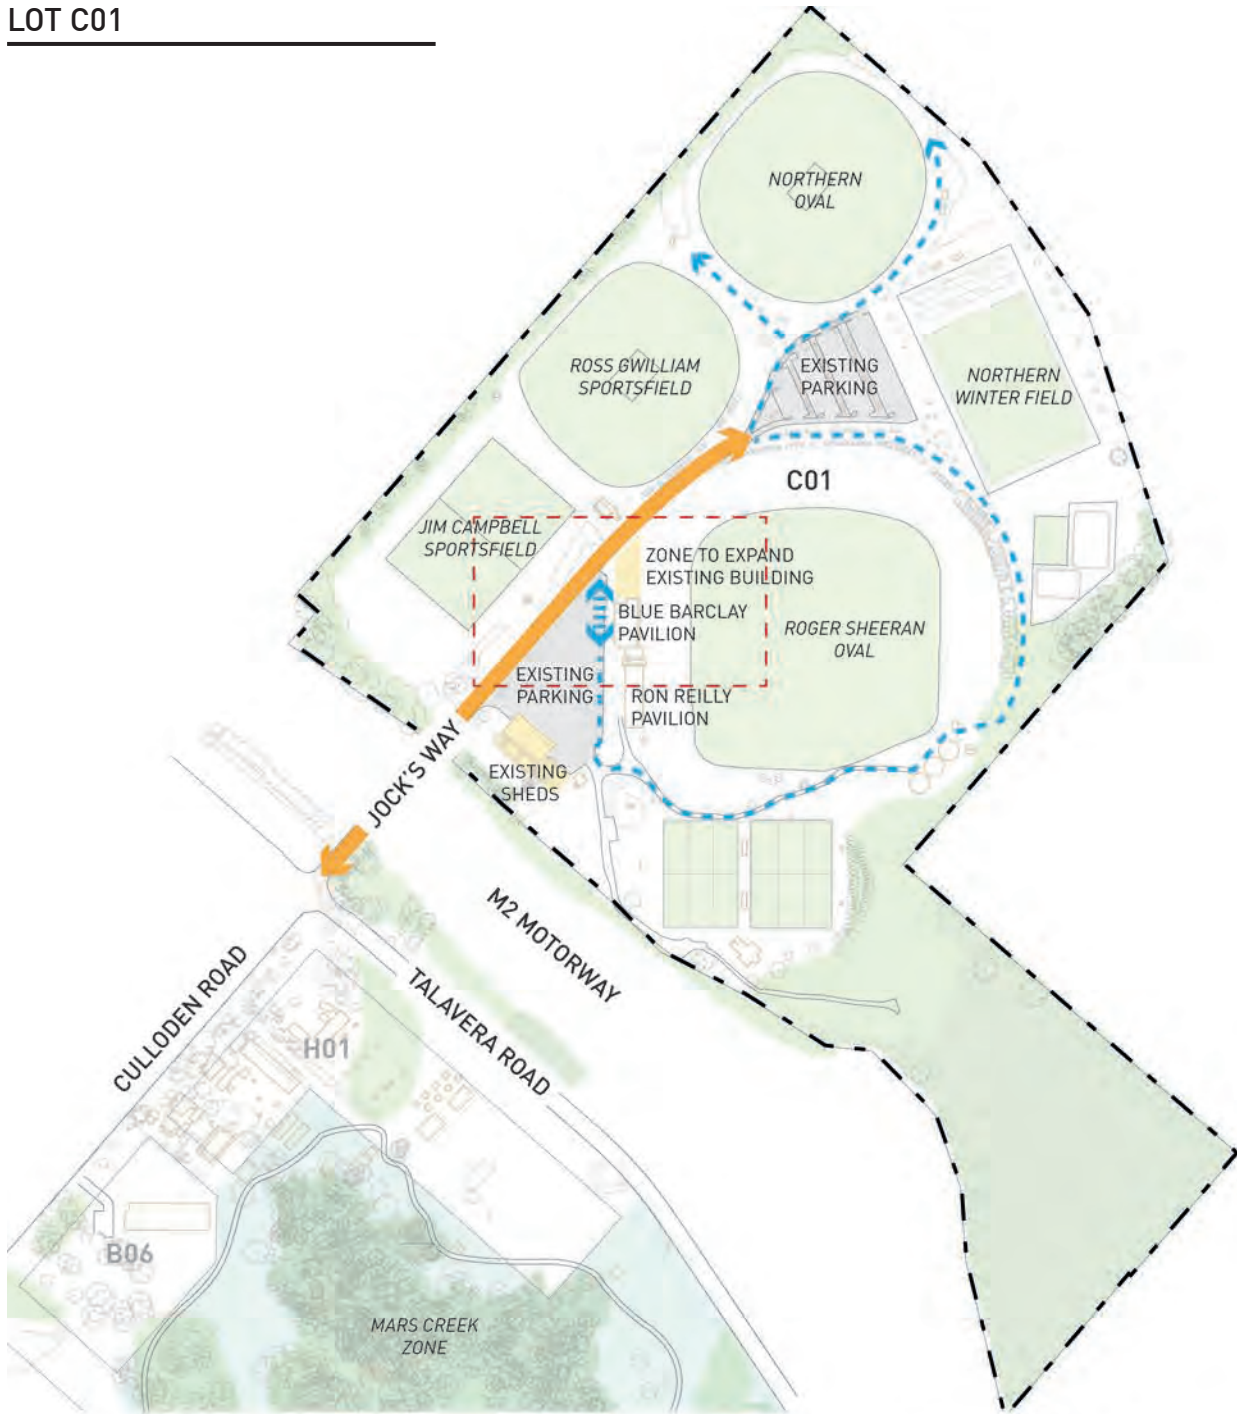 LOT C01
NORTHERN
OVAL
ROSS GWILLIAM
SPORTSFIELD
EXISTING
PARKING
NORTHERN
WINTER FIELD
C01
JIM CAMPBELL
SPORTSFIELD
ZONE TO EXPAND
EXISTING BUILDING
BLUE BARCLAY
PAVILION
ROGER SHEERAN
OVAL
EXISTING
PARKING
RON REILLY
PAVILION
JOCK'S WAY
EXISTING
SHEDS
M2 MOTORWAY
CULLODEN ROAD
TALAVERA ROAD
H01
B06
MARS CREEK
ZONE